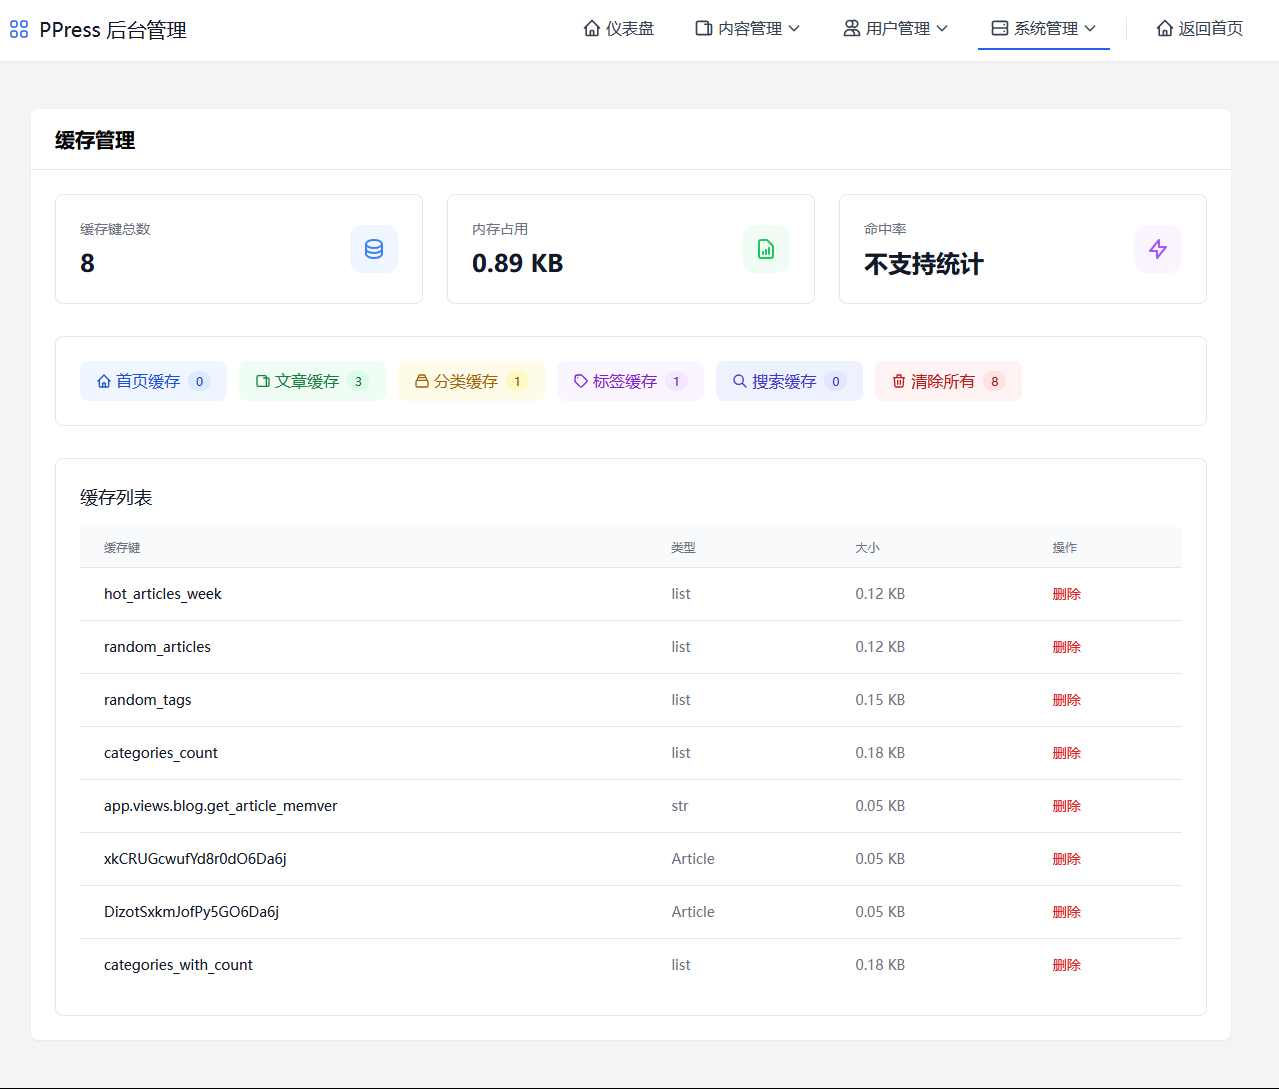 PPress 后台管理 仪表盘 内容管理 用户管理 系统管理 返回首页
缓存管理
缓存键总数
8
内存占用
0.89 KB
命中率
不支持统计
首页缓存 0 文章缓存 3 分类缓存 1 标签缓存 1 搜索缓存 0 清除所有 8
缓存列表
缓存键 类型 大小 操作
hot_articles_week list 0.12 KB 删除
random_articles list 0.12 KB 删除
random_tags list 0.15 KB 删除
categories_count list 0.18 KB 删除
app.views.blog.get_article_memver str 0.05 KB 删除
xkCRUGcwufYd8r0dO6Da6j Article 0.05 KB 删除
DizotSxkmJofPy5GO6Da6j Article 0.05 KB 删除
categories_with_count list 0.18 KB 删除